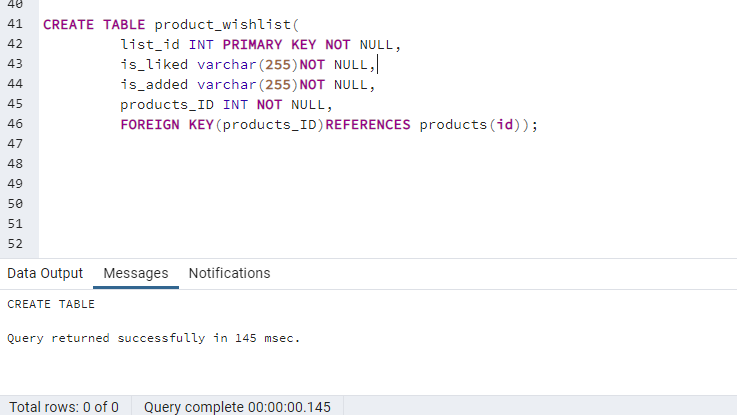 40
41 CREATE TABLE product_wishlist(
42 list_id INT PRIMARY KEY NOT NULL,
43 is_liked varchar(255)NOT NULL,
44 is_added varchar(255)NOT NULL,
45 products_ID INT NOT NULL,
46 FOREIGN KEY(products_ID)REFERENCES products(id));
47
48
49
50
51
52
Data Output Messages Notifications
CREATE TABLE
Query returned successfully in 145 msec.
Total rows: 0 of 0 Query complete 00:00:00.145